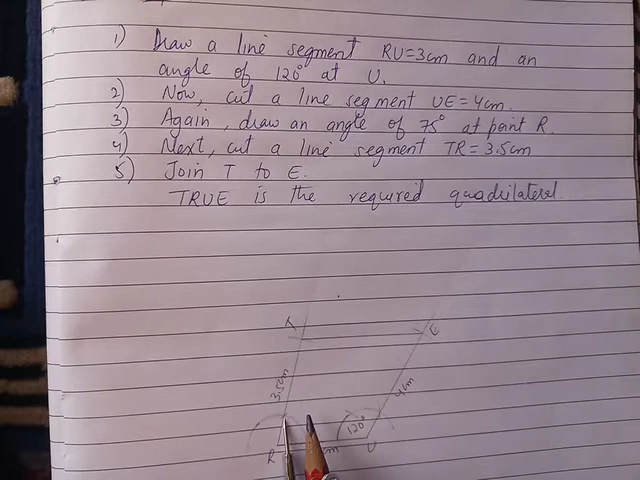 1) Draw a line segment RU=3cm and an
angle of 120° at U.
2) Now, cut a line segment UE=4cm.
3) Again, draw an angle of 75° at point R.
4) Next, cut a line segment TR=3.5cm
5) Join T to E.
TRUE is the required quadrilateral.
T
E
3.5cm
4cm
120°
R
cm
U